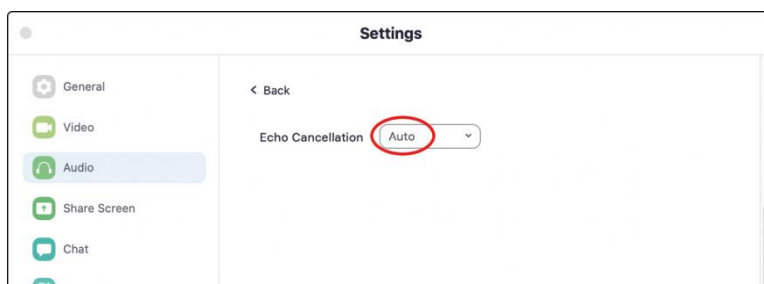 Settings
General
Video
Audio
Share Screen
Chat
< Back
Echo Cancellation Auto